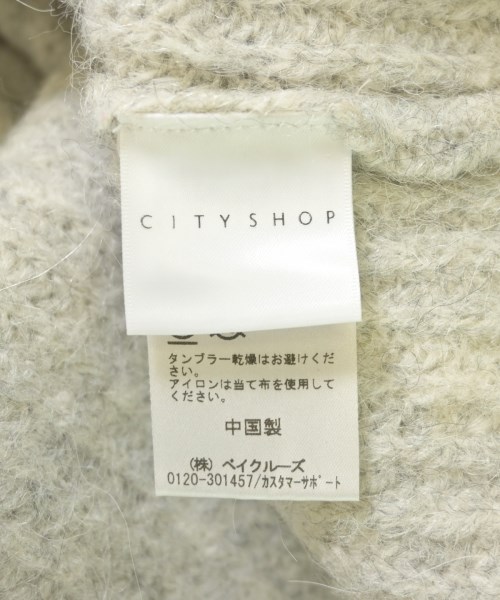 CITYSHOP
タンブラー乾燥はお避けくださ
い。
アイロンは当て布を使用して
ください。
中国製
(株) ベイクルーズ
0120-301457/カスタマーサポート